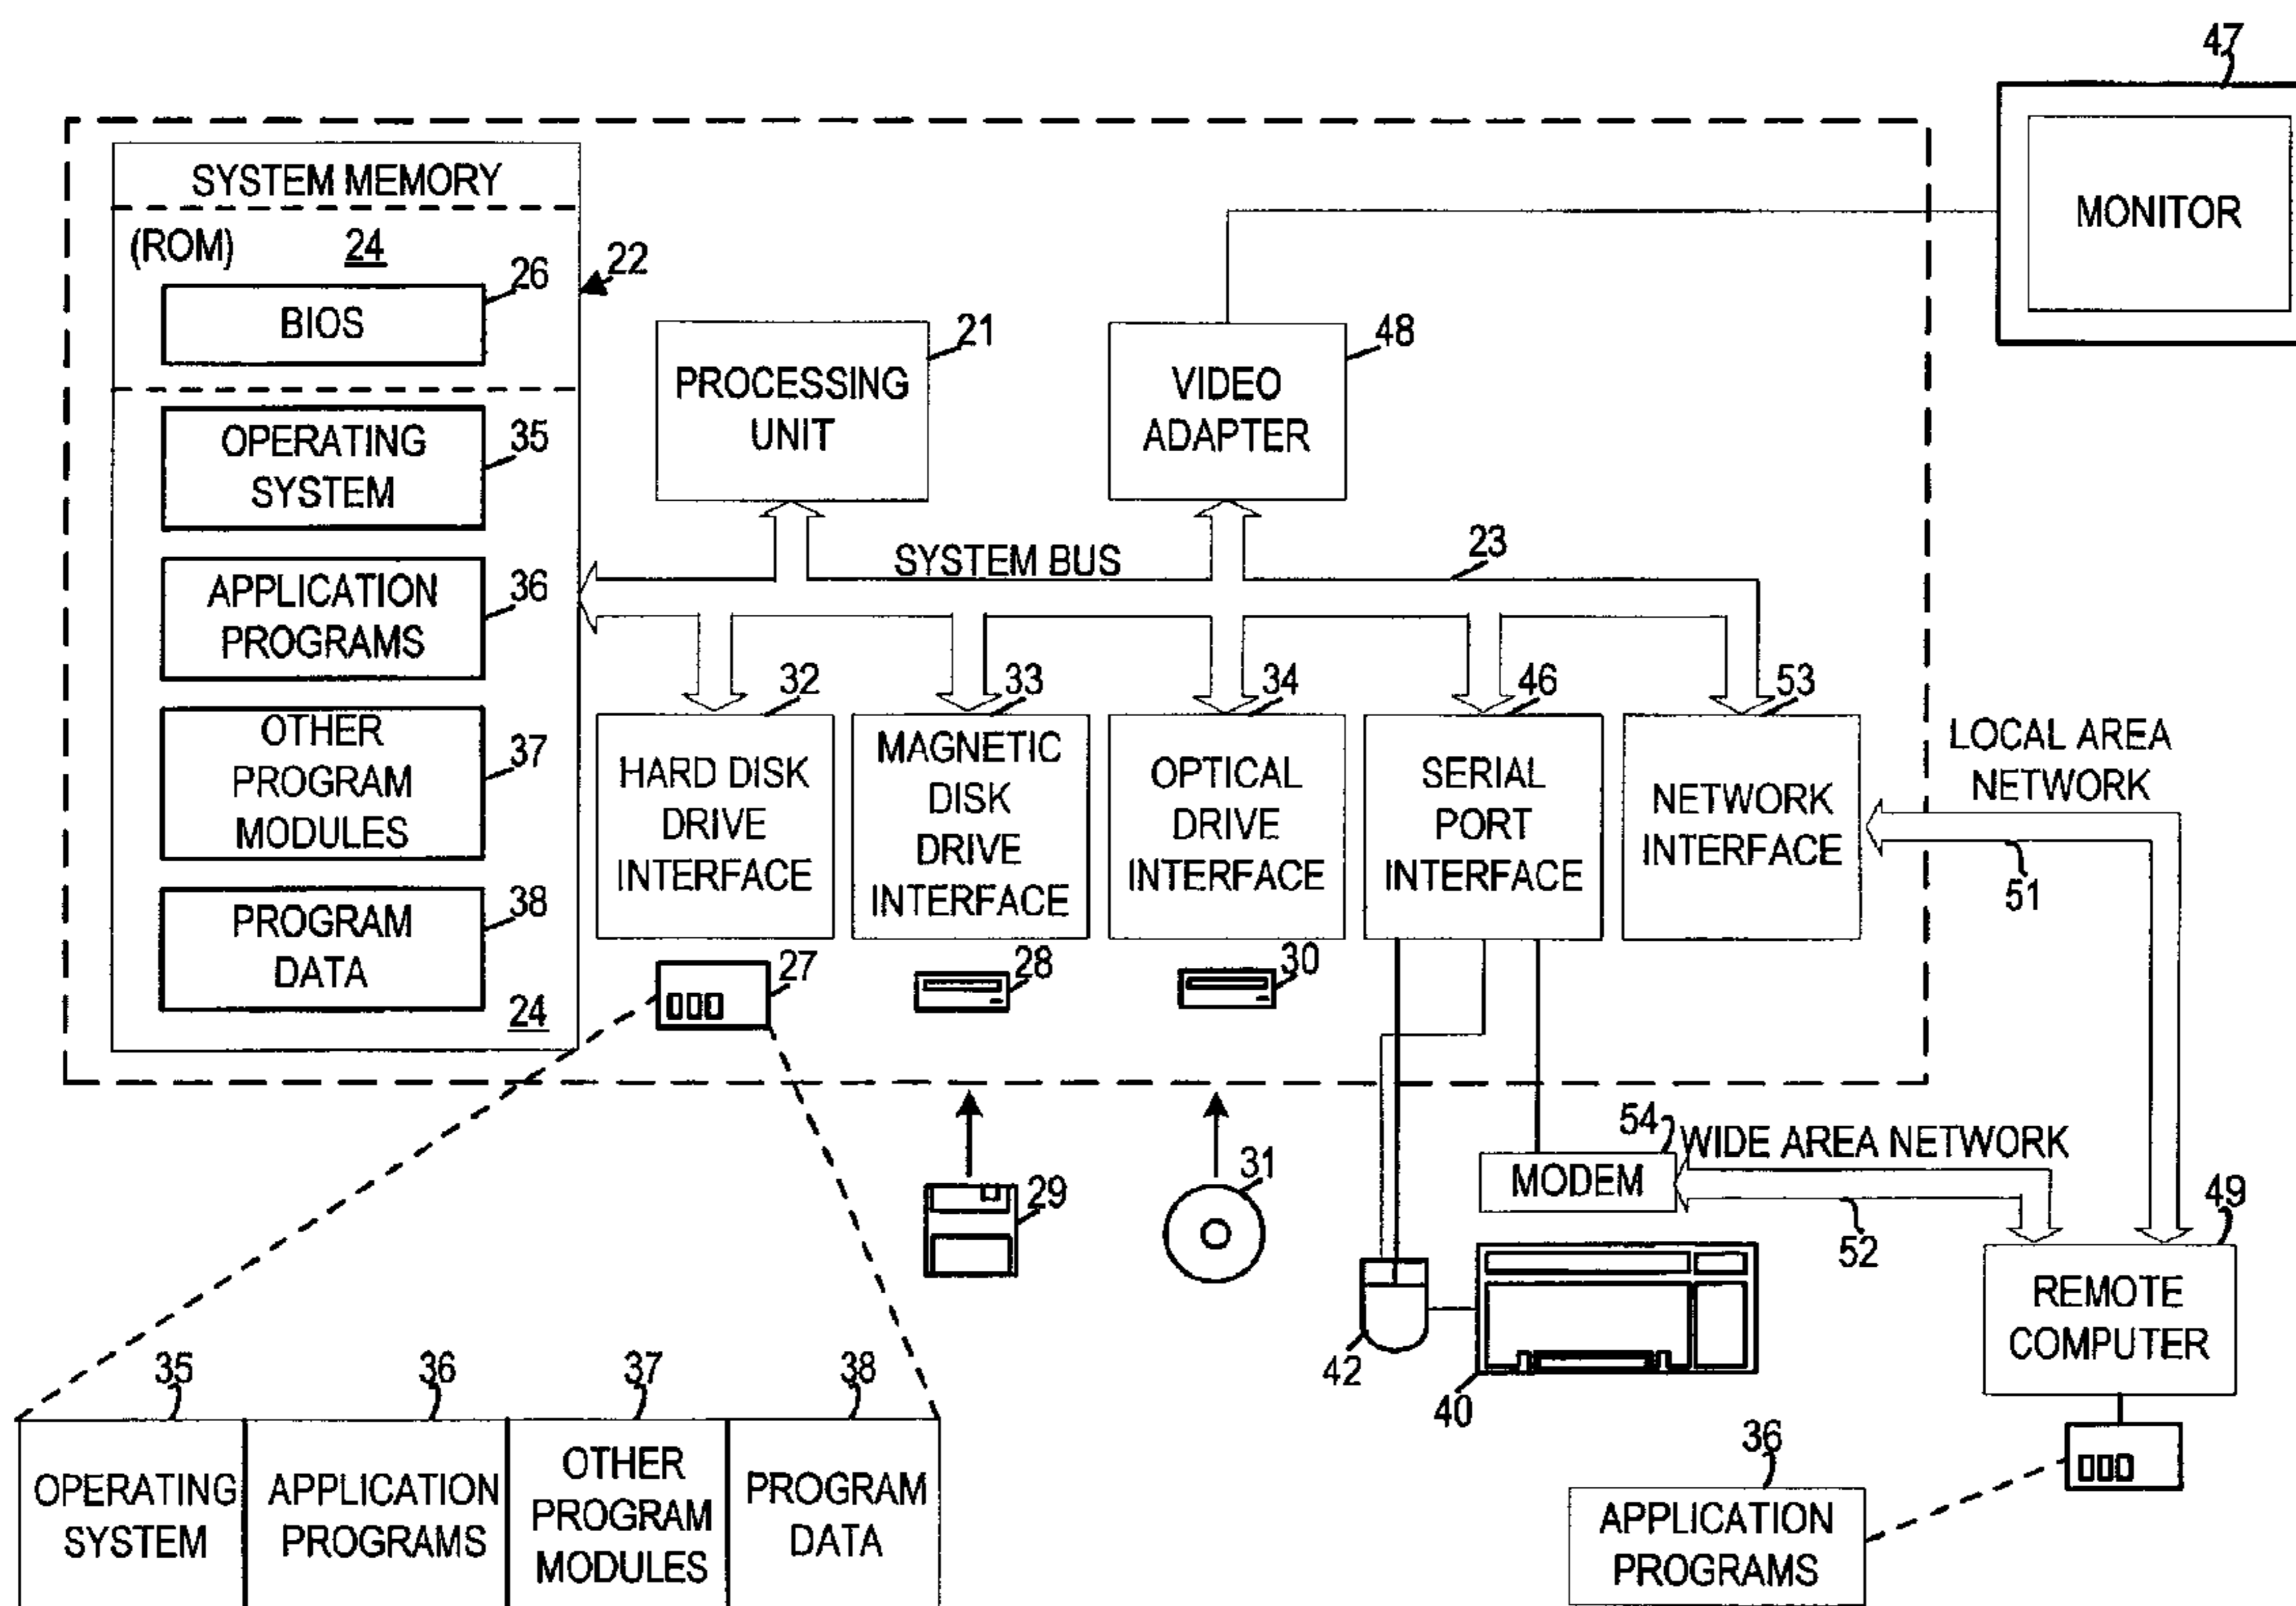 47
MONITOR
SYSTEM MEMORY
(ROM) 24
26
22
BIOS
21
PROCESSING
UNIT
48
VIDEO
ADAPTER
OPERATING
SYSTEM
35
SYSTEM BUS
23
APPLICATION
PROGRAMS
36
OTHER
PROGRAM
MODULES
37
PROGRAM
DATA
38
24
32
HARD DISK
DRIVE
INTERFACE
33
MAGNETIC
DISK
DRIVE
INTERFACE
34
OPTICAL
DRIVE
INTERFACE
46
SERIAL
PORT
INTERFACE
53
NETWORK
INTERFACE
LOCAL AREA
NETWORK
51
27
28
30
29
31
54
MODEM
WIDE AREA NETWORK
52
49
REMOTE
COMPUTER
42
40
35
OPERATING
SYSTEM
36
APPLICATION
PROGRAMS
37
OTHER
PROGRAM
MODULES
38
PROGRAM
DATA
36
APPLICATION
PROGRAMS